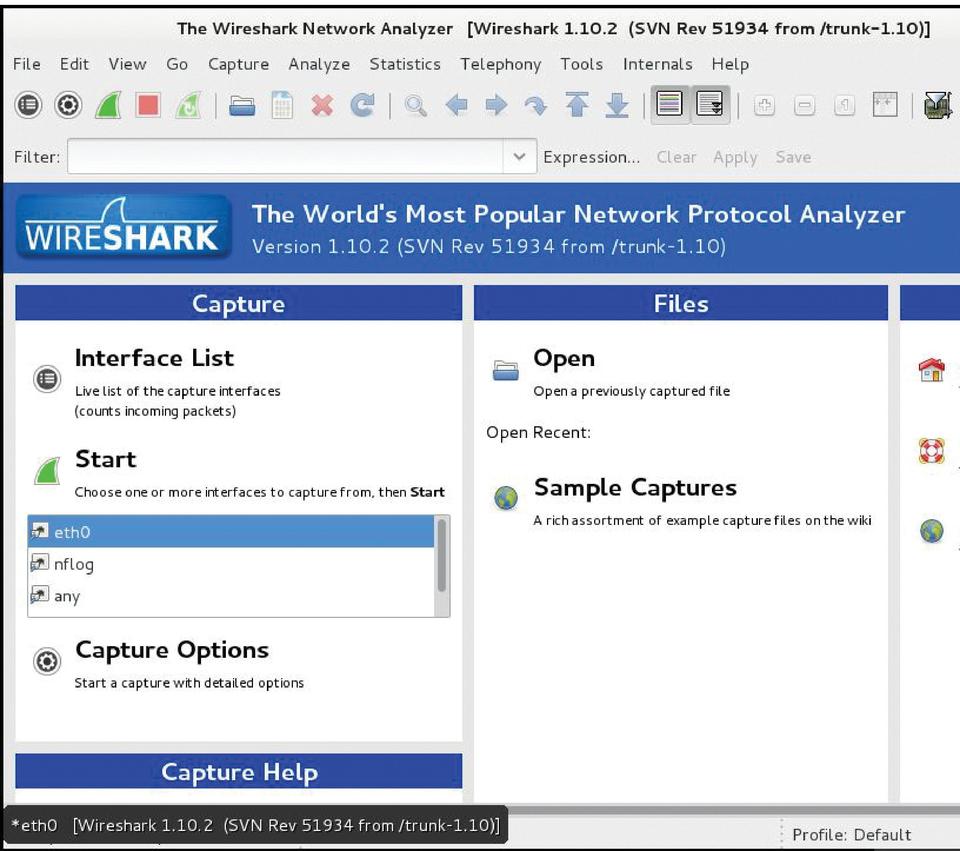 The Wireshark Network Analyzer [Wireshark 1.10.2 (SVN Rev 51934 from /trunk-1.10)]
File Edit View Go Capture Analyze Statistics Telephony Tools Internals Help
Filter: Expression... Clear Apply Save
WIRESHARK
The World's Most Popular Network Protocol Analyzer
Version 1.10.2 (SVN Rev 51934 from /trunk-1.10)
Capture
Interface List
Live list of the capture interfaces
(counts incoming packets)
Start
Choose one or more interfaces to capture from, then Start
eth0
nflog
any
Capture Options
Start a capture with detailed options
Capture Help
Files
Open
Open a previously captured file
Open Recent:
Sample Captures
A rich assortment of example capture files on the wiki
*eth0 [Wireshark 1.10.2 (SVN Rev 51934 from /trunk-1.10)]
Profile: Default